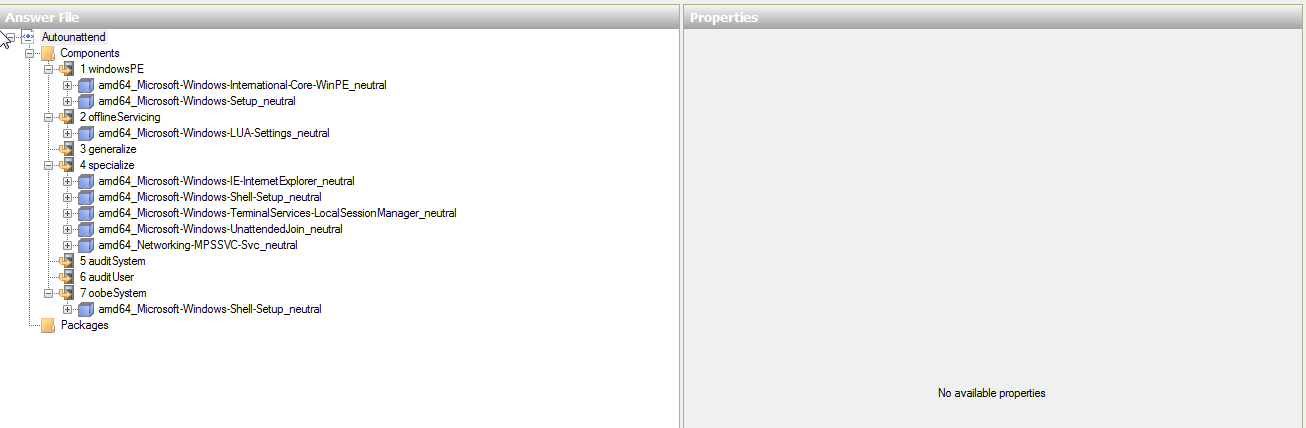 Answer File
Properties
Autounattend
Components
1 windowsPE
amd64_Microsoft-Windows-International-Core-WinPE_neutral
amd64_Microsoft-Windows-Setup_neutral
2 offlineServicing
amd64_Microsoft-Windows-LUA-Settings_neutral
3 generalize
4 specialize
amd64_Microsoft-Windows-IE-InternetExplorer_neutral
amd64_Microsoft-Windows-Shell-Setup_neutral
amd64_Microsoft-Windows-TerminalServices-LocalSessionManager_neutral
amd64_Microsoft-Windows-UnattendedJoin_neutral
amd64_Networking-MPSSVC-Svc_neutral
5 auditSystem
6 auditUser
7 oobeSystem
amd64_Microsoft-Windows-Shell-Setup_neutral
Packages
No available properties